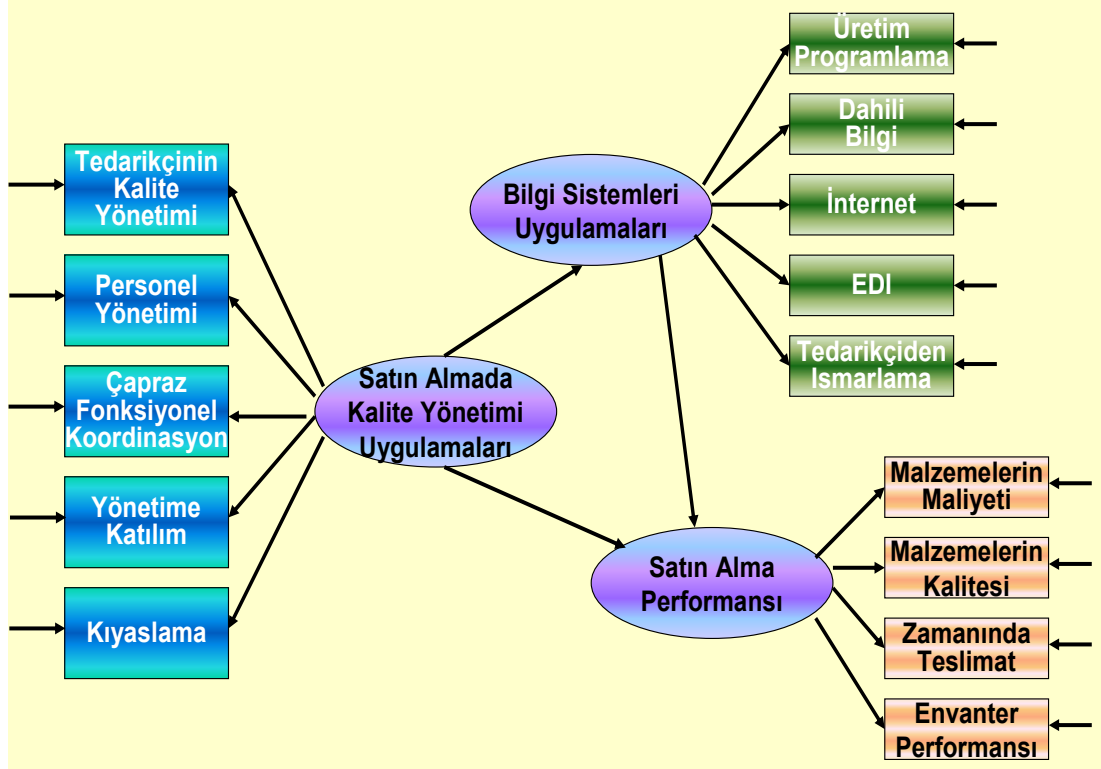 Tedarikçinin
Kalite
Yönetimi
Personel
Yönetimi
Çapraz
Fonksiyonel
Koordinasyon
Yönetime
Katılım
Kıyaslama
Satın Almada
Kalite Yönetimi
Uygulamaları
Bilgi Sistemleri
Uygulamaları
Satın Alma
Performansı
Üretim
Programlama
Dahili
Bilgi
İnternet
EDI
Tedarikçiden
Ismarlama
Malzemelerin
Maliyeti
Malzemelerin
Kalitesi
Zamanında
Teslimat
Envanter
Performansı